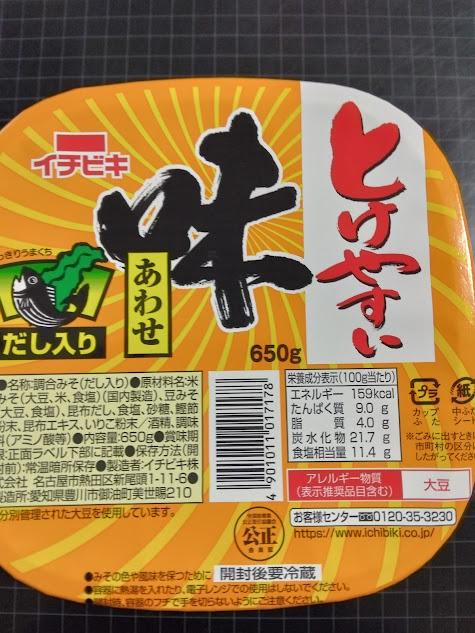 イチビキ
とけやすい
味
あわせ
っきりうまくち
だし入り
650g
●名称:調合みそ(だし入り)●原材料名:米
みそ(大豆、米、食塩)(国内製造)、豆みそ
(大豆、食塩)、昆布だし、食塩、砂糖、鰹節
粉末、昆布エキス、いりこ粉末/酒精、調味
料(アミノ酸等)●内容量:650g●賞味期
限:正面ラベル下部に記載●保存方法(開
封前):常温暗所保存●製造者:イチビキ株
式会社 名古屋市熱田区新尾頭1-11-6●
製造所:愛知県豊川市御油町美世賜210
分別管理された大豆を使用しています。
4 901011 017178
栄養成分表示(100g当たり)
エネルギー 159kcal
たんぱく質 9.0 g
脂質 4.0 g
炭水化物 21.7 g
食塩相当量 11.4 g
プラ
カップ
ふた
紙
中ふた
シート
※ごみに出すときは
市町村の区分に
したがってください。
アレルギー物質
(表示推奨品目含む)
大豆
お客様センター 0120-35-3230
https://www.ichibiki.co.jp/
公正
会員証
●みその色や風味を保つために 開封後要冷蔵
●容器に熱湯を入れたり、電子レンジでの使用はしないでください。
●開封時、容器のフチで手を切らないようにご注意ください。